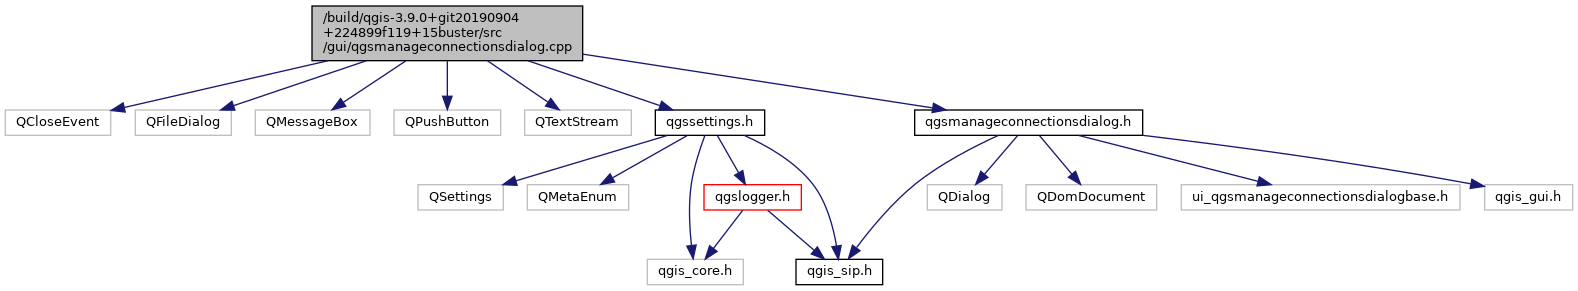 /build/qgis-3.9.0+git20190904
+224899f119+15buster/src
/gui/qgsmanageconnectionsdialog.cpp
QCloseEvent
QFileDialog
QMessageBox
QPushButton
QTextStream
qgssettings.h
qgsmanageconnectionsdialog.h
QSettings
QMetaEnum
qgslogger.h
QDialog
QDomDocument
ui_qgsmanageconnectionsdialogbase.h
qgis_gui.h
qgis_core.h
qgis_sip.h